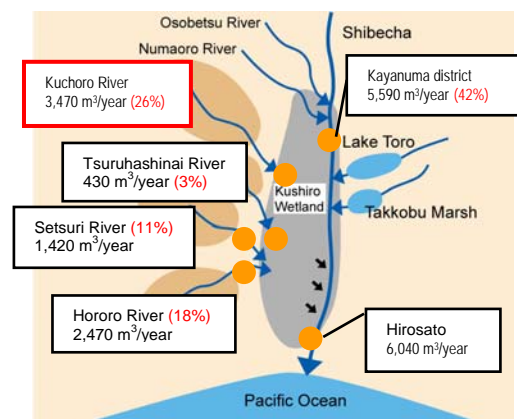 Osobetsu River
Shibecha
Numaoro River
Kuchoro River
3,470 m³/year (26%)
Kayanuma district
5,590 m³/year (42%)
Lake Toro
Tsuruhashinai River
430 m³/year (3%)
Kushiro
Wetland
Takkobu Marsh
Setsuri River (11%)
1,420 m³/year
Hororo River (18%)
2,470 m³/year
Hirosato
6,040 m³/year
Pacific Ocean